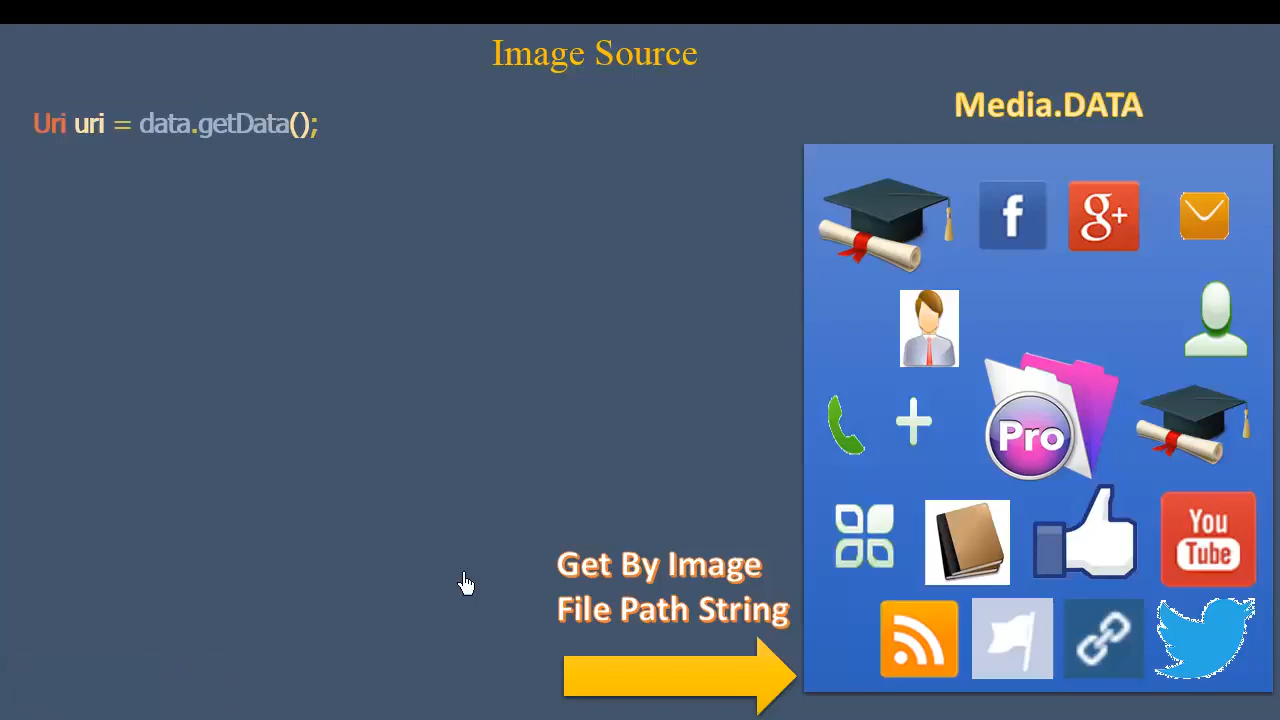 Image Source
Media.DATA
Uri uri = data.getData();
f
g+
Pro
You
Tube
Get By Image
File Path String